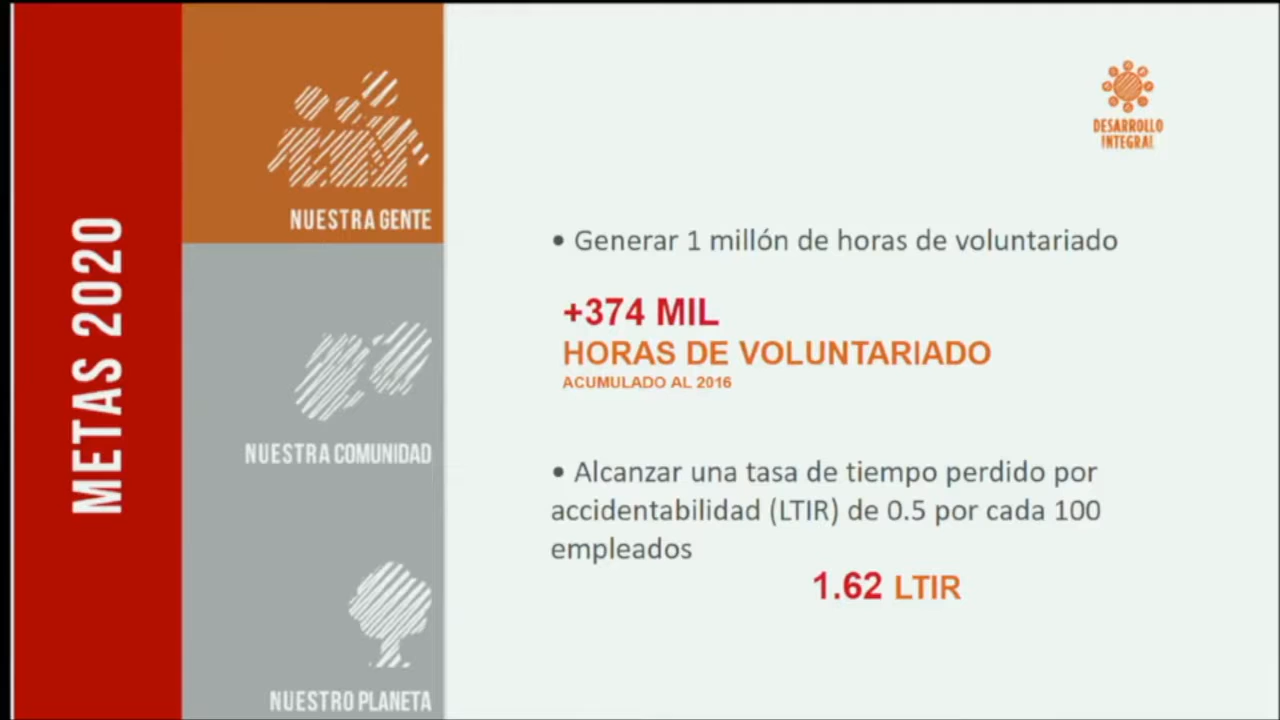 METAS 2020
NUESTRA GENTE
NUESTRA COMUNIDAD
NUESTRO PLANETA
DESARROLLO
INTEGRAL
• Generar 1 millón de horas de voluntariado
+374 MIL
HORAS DE VOLUNTARIADO
ACUMULADO AL 2016
• Alcanzar una tasa de tiempo perdido por
accidentabilidad (LTIR) de 0.5 por cada 100
empleados
1.62 LTIR